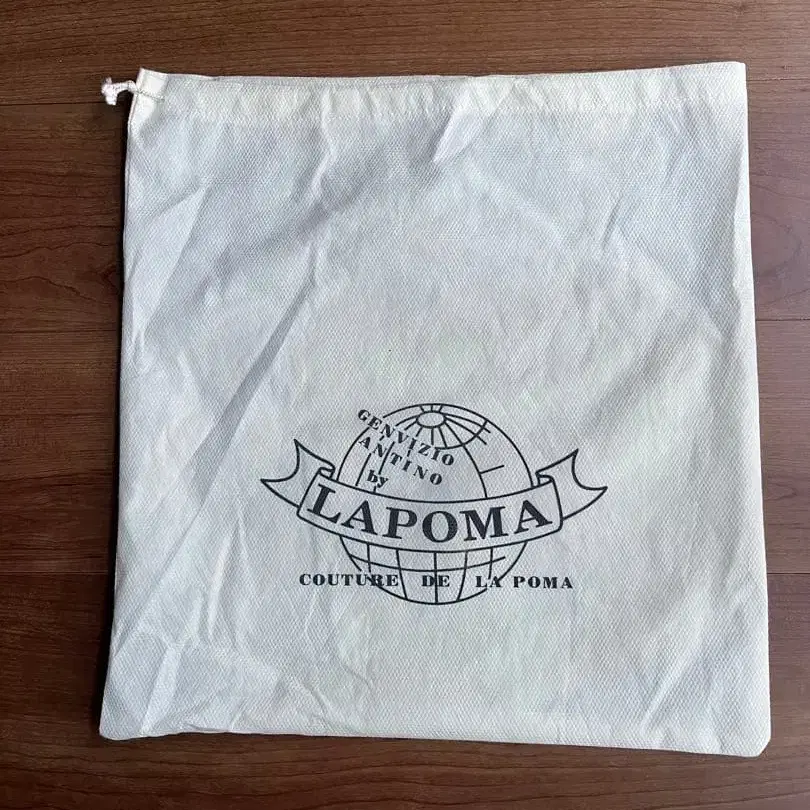 GENVIZIO
ANTINO
by
LAPOMA
COUTURE DE LA POMA